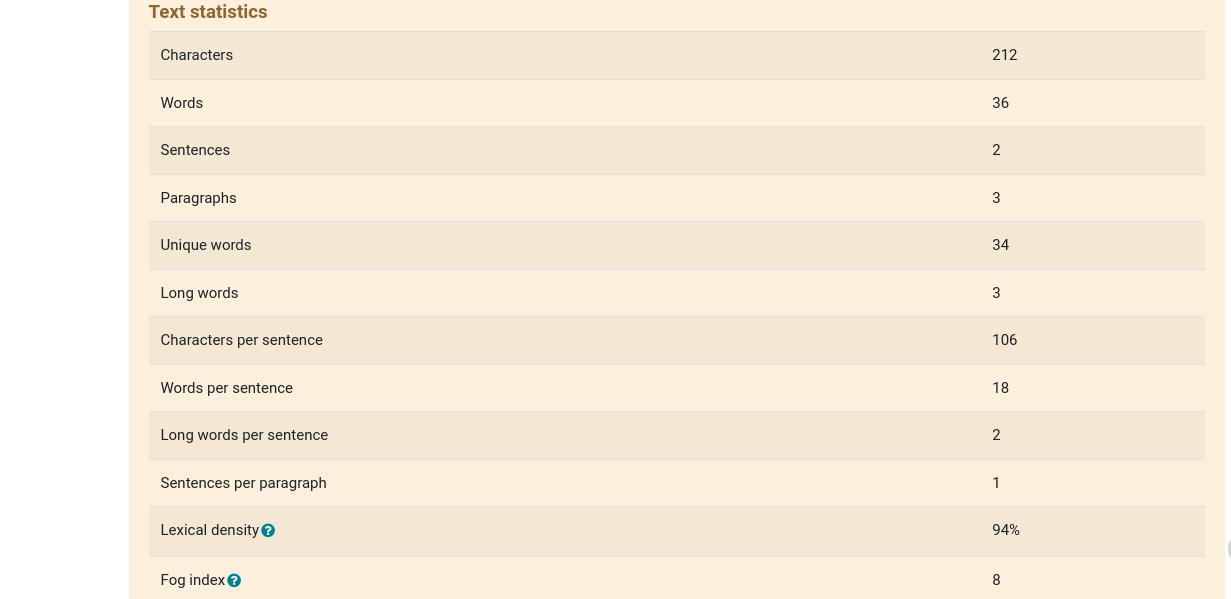 Text statistics
Characters 212
Words 36
Sentences 2
Paragraphs 3
Unique words 34
Long words 3
Characters per sentence 106
Words per sentence 18
Long words per sentence 2
Sentences per paragraph 1
Lexical density ? 94%
Fog index ? 8